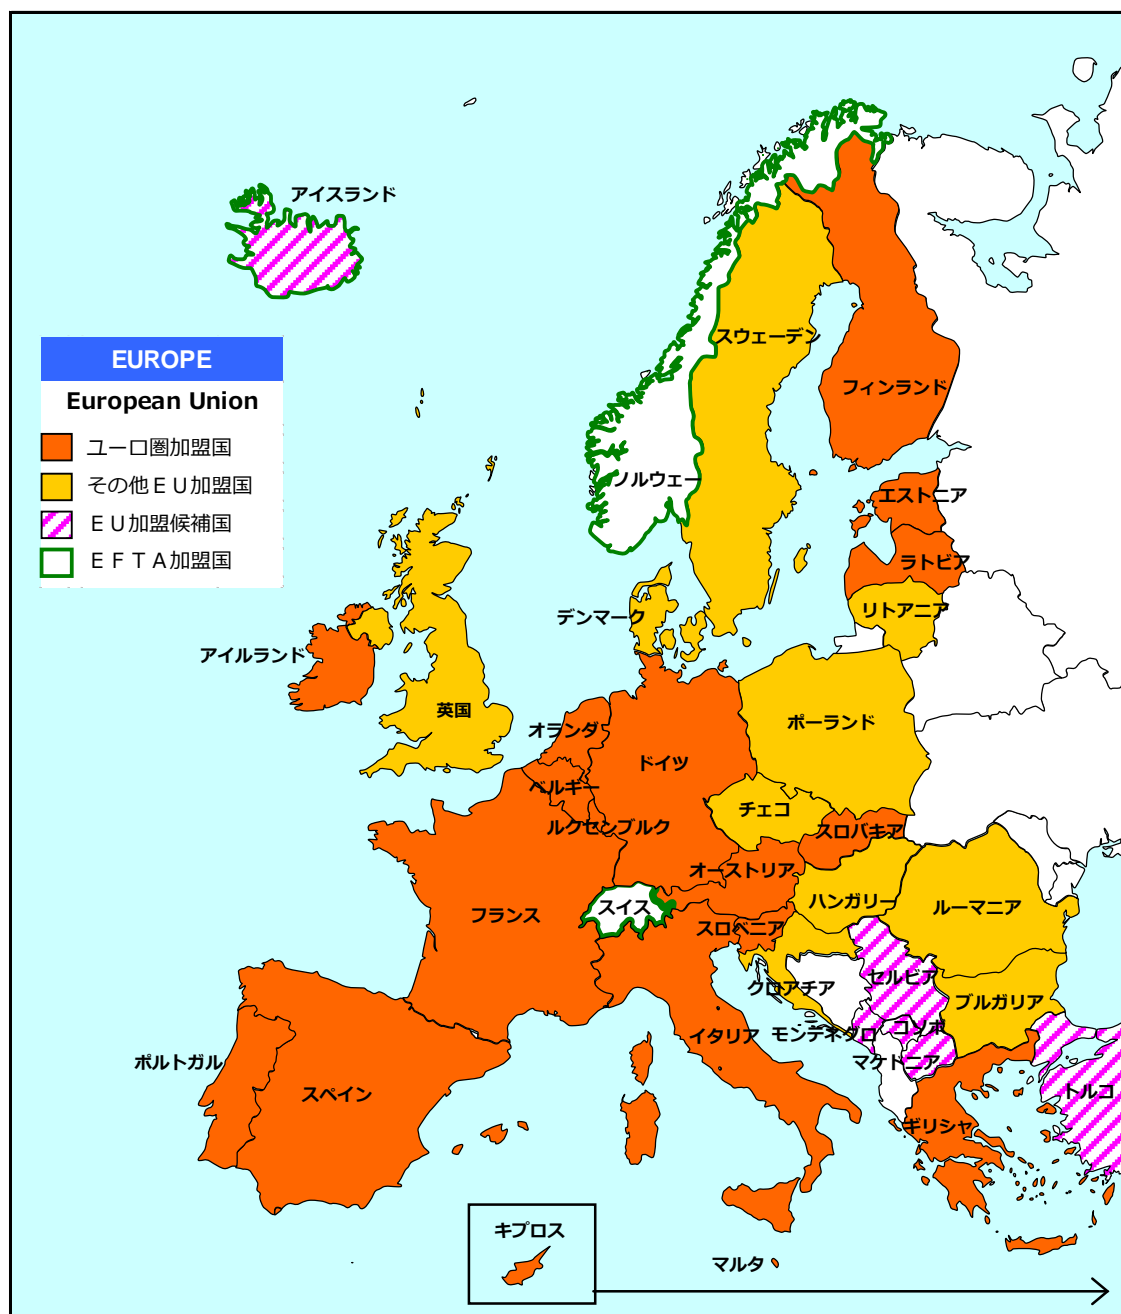 アイスランド
EUROPE
European Union
ユーロ圏加盟国
その他ＥＵ加盟国
ＥＵ加盟候補国
ＥＦＴＡ加盟国
スウェーデン
フィンランド
ノルウェー
エストニア
ラトビア
リトアニア
デンマーク
アイルランド
英国
オランダ
ポーランド
ドイツ
ベルギー
チェコ
ルクセンブルク
スロバキア
オーストリア
スイス
ハンガリー
ルーマニア
フランス
スロベニア
セルビア
クロアチア
ブルガリア
コソボ
イタリア
モンテネグロ
ポルトガル
マケドニア
スペイン
トルコ
ギリシャ
キプロス
マルタ